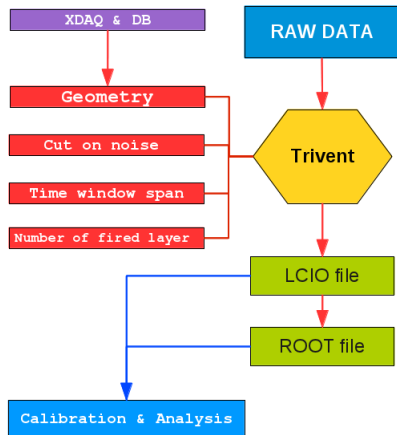 XDAQ & DB
RAW DATA
Geometry
Cut on noise
Trivent
Time window span
Number of fired layer
LCIO file
ROOT file
Calibration & Analysis